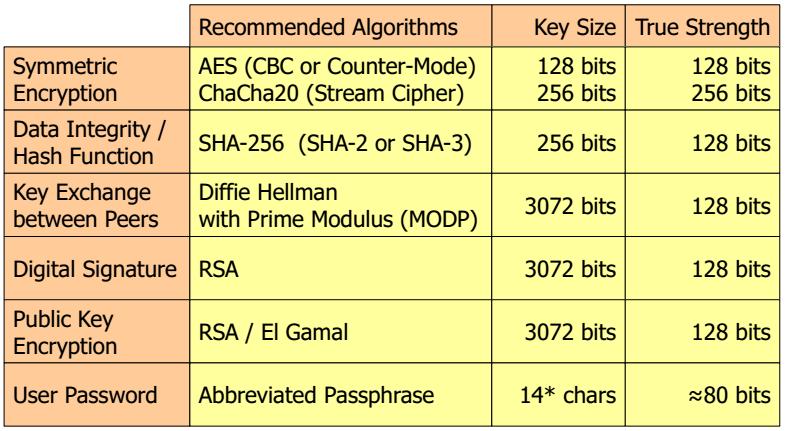 Recommended Algorithms Key Size True Strength
Symmetric Encryption AES (CBC or Counter-Mode) 128 bits 128 bits
ChaCha20 (Stream Cipher) 256 bits 256 bits
Data Integrity /
Hash Function SHA-256 (SHA-2 or SHA-3) 256 bits 128 bits
Key Exchange
between Peers Diffie Hellman
with Prime Modulus (MODP) 3072 bits 128 bits
Digital Signature RSA 3072 bits 128 bits
Public Key
Encryption RSA / El Gamal 3072 bits 128 bits
User Password Abbreviated Passphrase 14* chars ≈80 bits